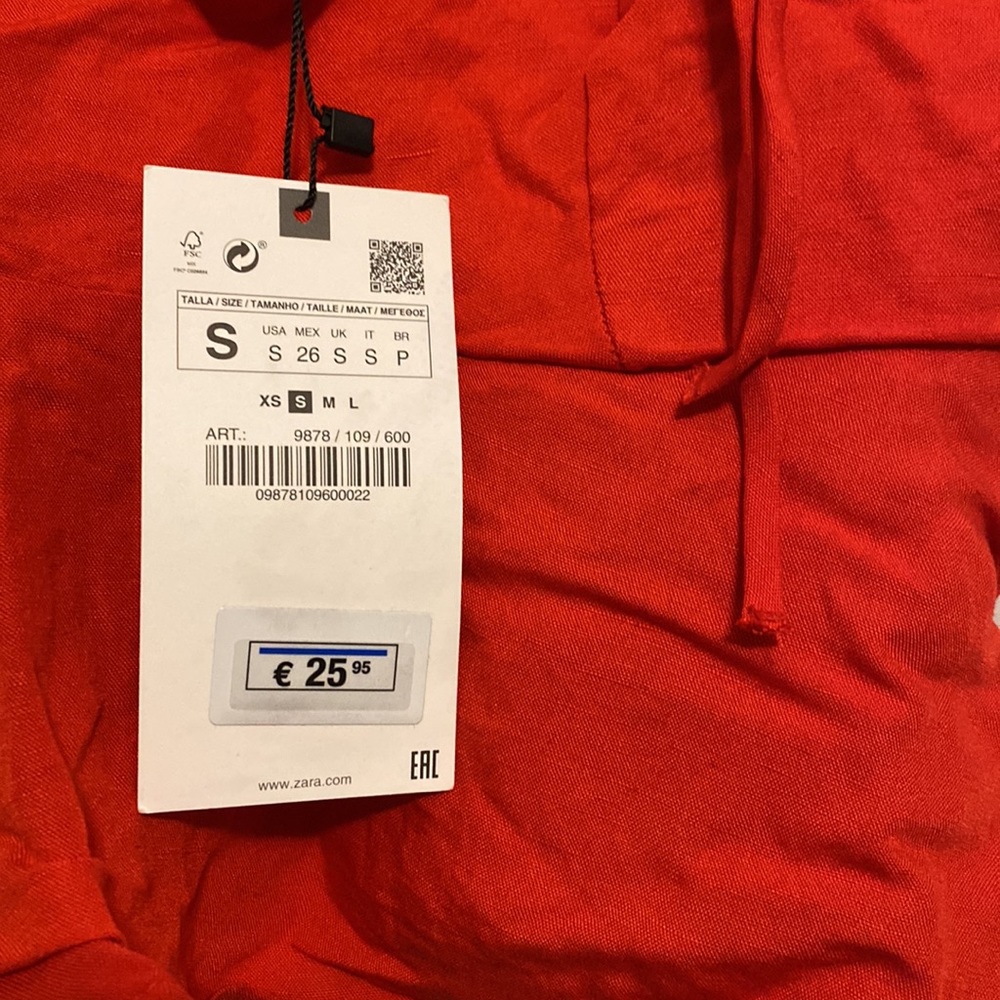 FSC
®
TALLA / SIZE / TAMANHO / TAILLE / MAAT / ΜΕΓΕΘΟΣ
S
USA MEX UK IT BR
S 26 S S P
XS S M L
ART.: 9878 / 109 / 600
09878109600022
€ 25 95
EAC
www.zara.com